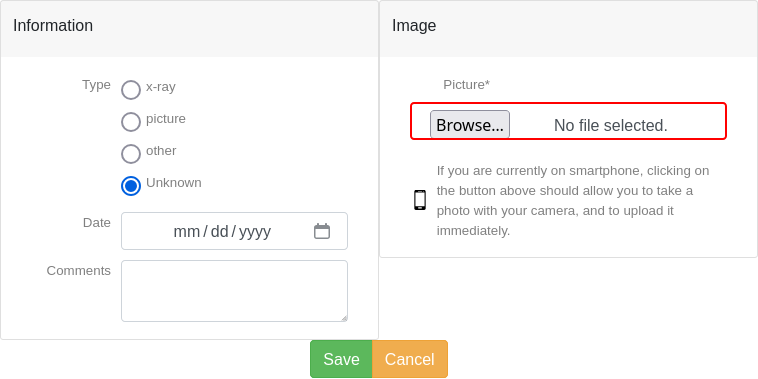 Information
Type
x-ray
picture
other
Unknown
Date
mm/dd/yyyy
Comments
Image
Picture*
Browse... No file selected.
If you are currently on smartphone, clicking on
the button above should allow you to take a
photo with your camera, and to upload it
immediately.
Save
Cancel